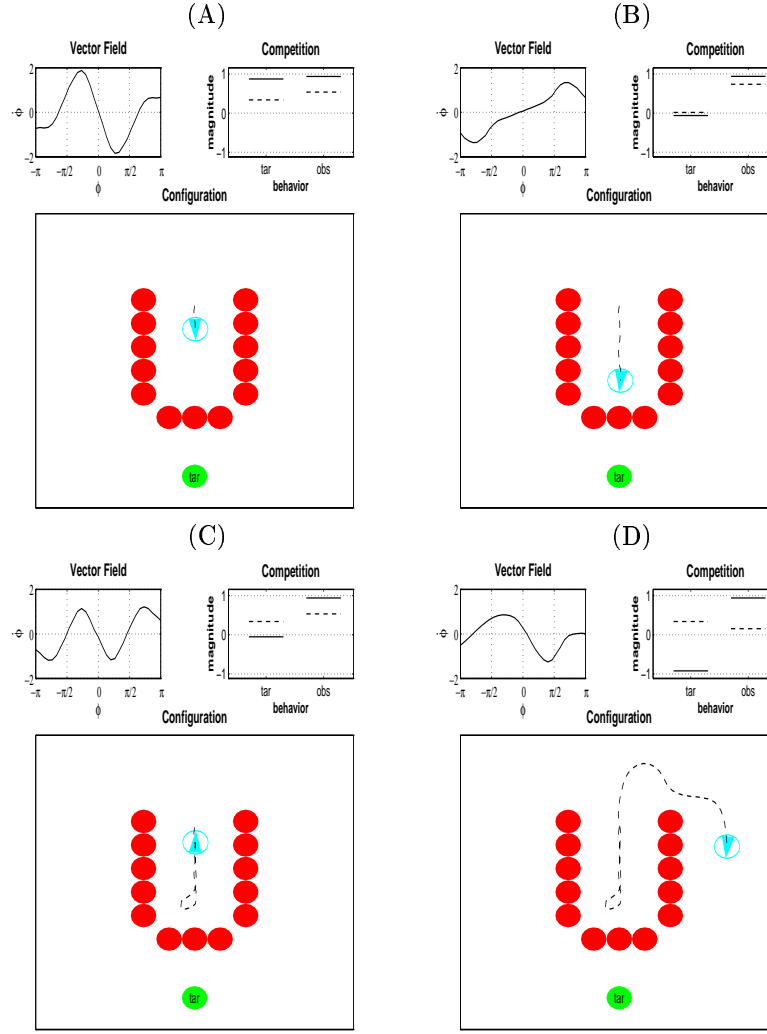 (A)
(B)
Vector Field
Competition
Vector Field
Competition
2
0
−2
ϕ
−π −π/2 0 π/2 π
ϕ
1
0
−1
magnitude
tar obs
behavior
2
0
−2
ϕ
−π −π/2 0 π/2 π
ϕ
1
0
−1
magnitude
tar obs
behavior
Configuration
Configuration
tar
tar
(C)
(D)
Vector Field
Competition
Vector Field
Competition
2
0
−2
ϕ
−π −π/2 0 π/2 π
ϕ
1
0
−1
magnitude
tar obs
behavior
2
0
−2
ϕ
−π −π/2 0 π/2 π
ϕ
1
0
−1
magnitude
tar obs
behavior
Configuration
Configuration
tar
tar